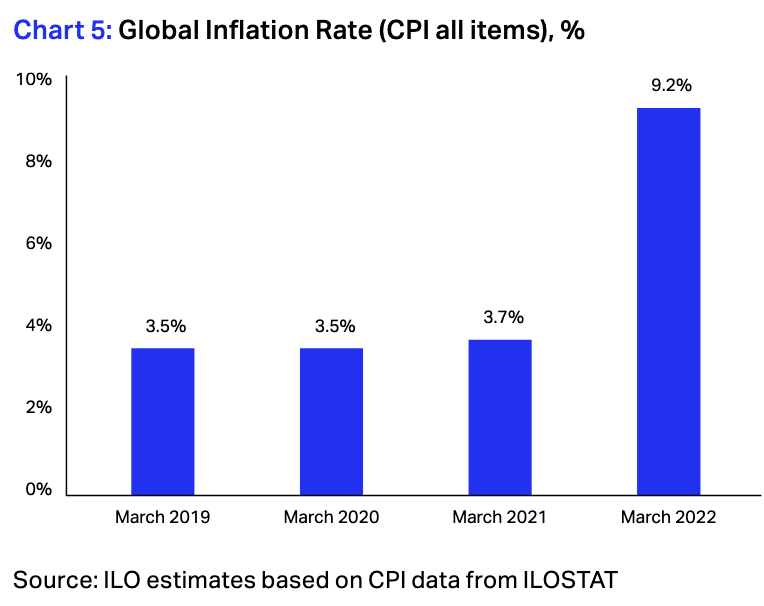 Chart 5: Global Inflation Rate (CPI all items), %
10%
8%
6%
4%
2%
0%
3.5%
3.5%
3.7%
9.2%
March 2019
March 2020
March 2021
March 2022
Source: ILO estimates based on CPI data from ILOSTAT